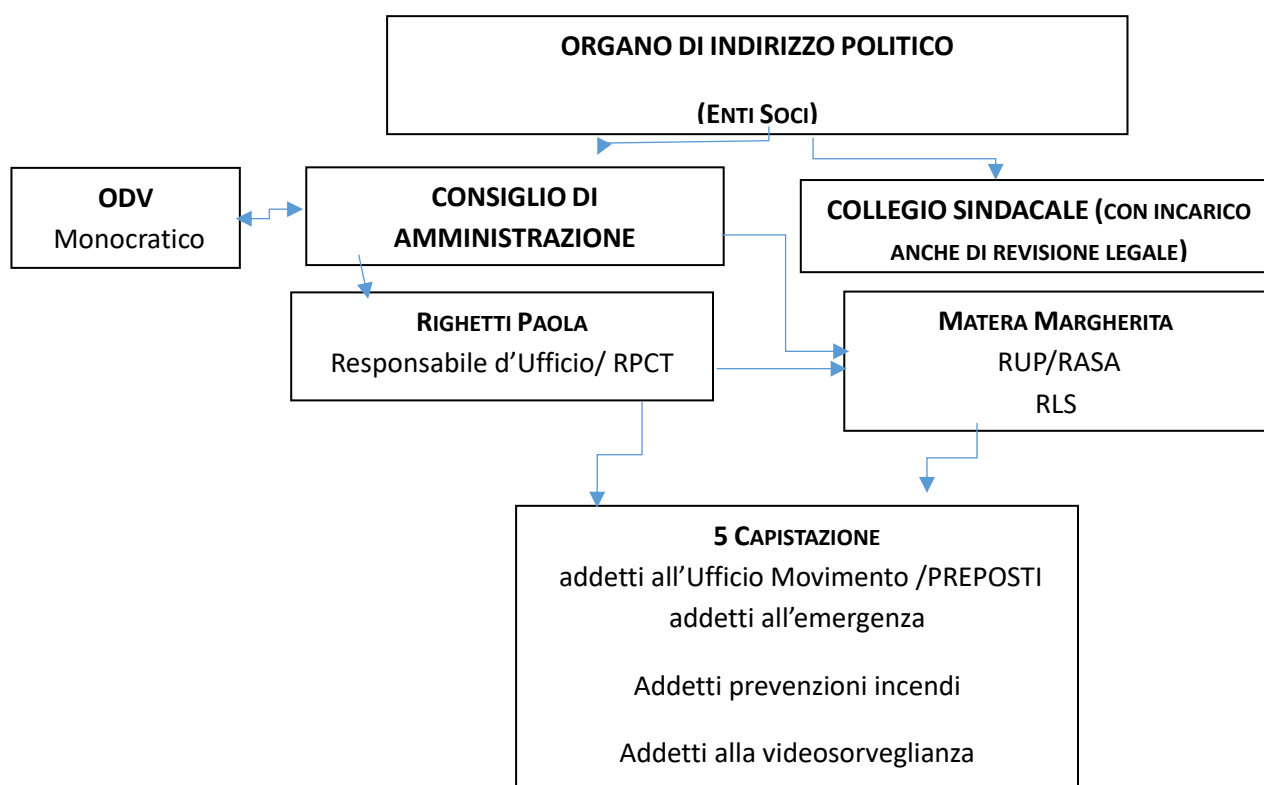 ORGANO DI INDIRIZZO POLITICO
(ENTI SOCI)
ODV
Monocratico
CONSIGLIO DI
AMMINISTRAZIONE
COLLEGIO SINDACALE (CON INCARICO
ANCHE DI REVISIONE LEGALE)
RIGHETTI PAOLA
Responsabile d'Ufficio/ RPCT
MATERA MARGHERITA
RUP/RASA
RLS
5 CAPISTAZIONE
addetti all'Ufficio Movimento /PREPOSTI
addetti all'emergenza
Addetti prevenzioni incendi
Addetti alla videosorveglianza